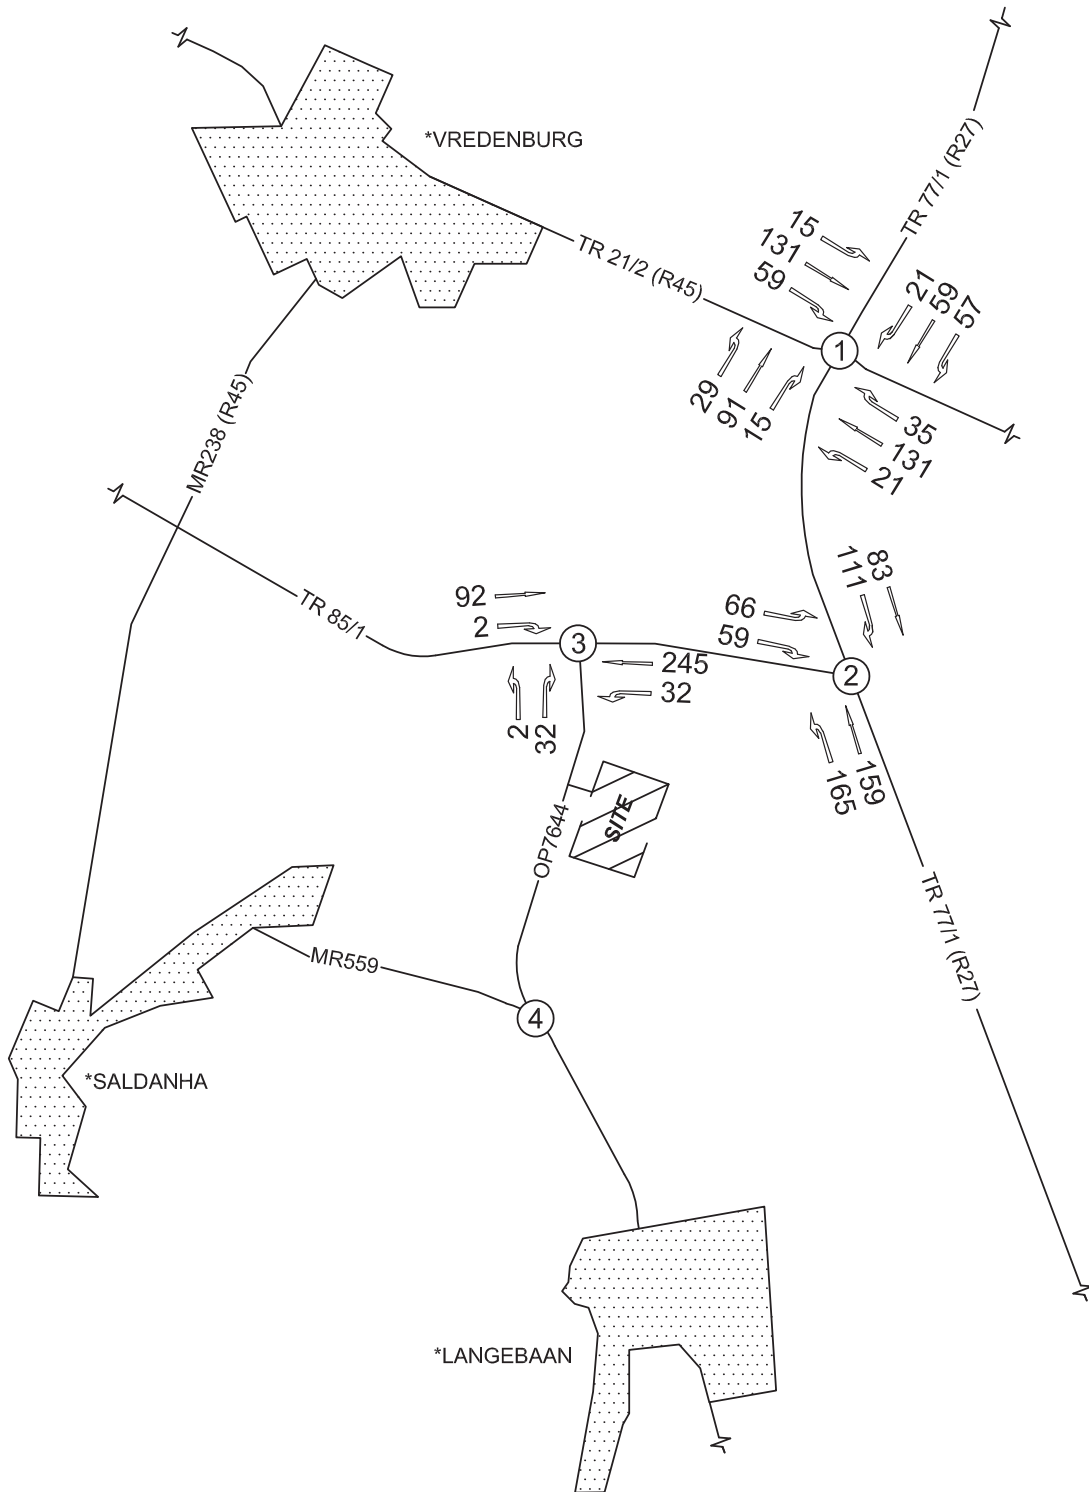 *VREDENBURG
TR 77/1 (R27)
TR 21/2 (R45)
15
131
59
21
59
57
1
29
91
15
35
131
21
MR238 (R45)
TR 85/1
92
2
3
66
59
111
83
2
245
32
2
32
165
159
SITE
OP7644
TR 77/1 (R27)
MR559
4
*SALDANHA
*LANGEBAAN